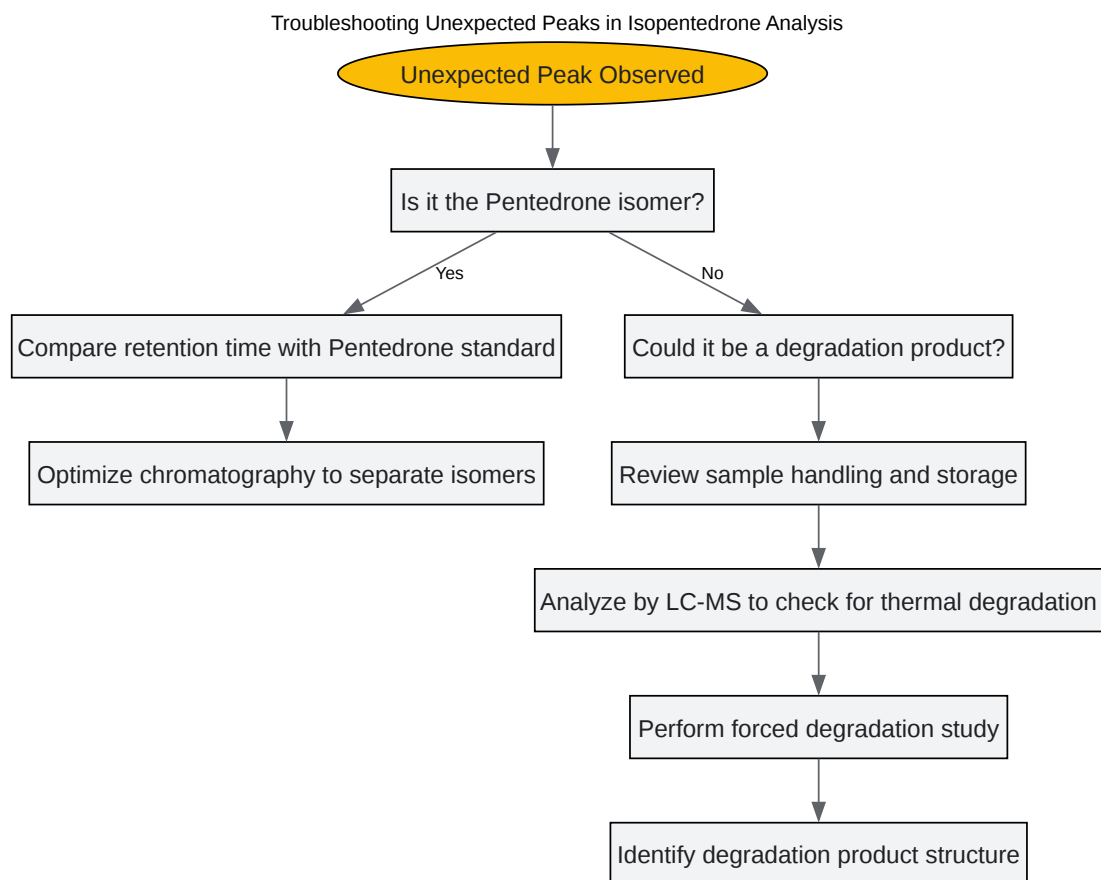 Troubleshooting Unexpected Peaks in Isopentedrone Analysis
Unexpected Peak Observed
Is it the Pentedrone isomer?
Yes
No
Compare retention time with Pentedrone standard
Could it be a degradation product?
Optimize chromatography to separate isomers
Review sample handling and storage
Analyze by LC-MS to check for thermal degradation
Perform forced degradation study
Identify degradation product structure